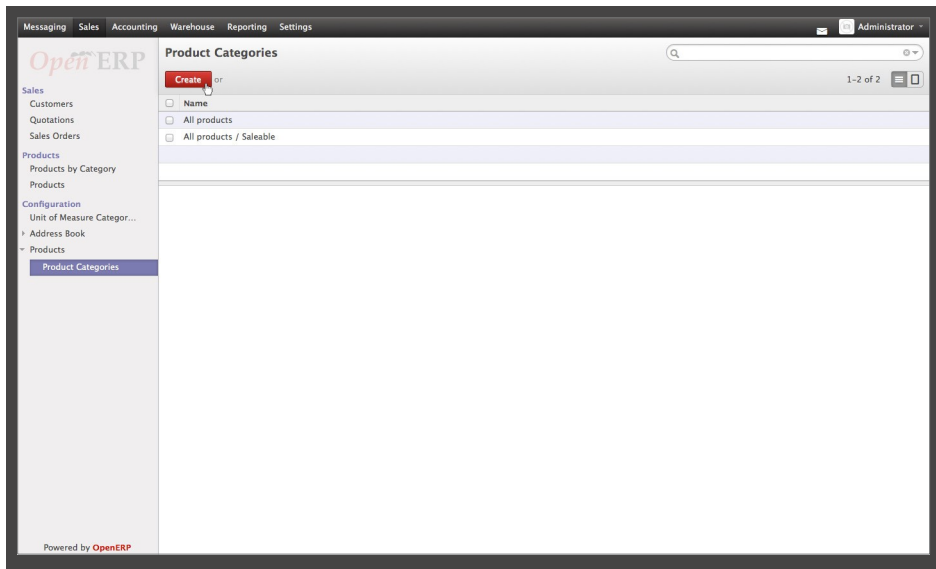 Messaging Sales Accounting Warehouse Reporting Settings Administrator
Open ERP
Product Categories
Create or
1-2 of 2
Sales
Customers
Quotations
Sales Orders
Products
Products by Category
Products
Configuration
Unit of Measure Categor...
Address Book
Products
Product Categories
Name
All products
All products / Saleable
Powered by OpenERP